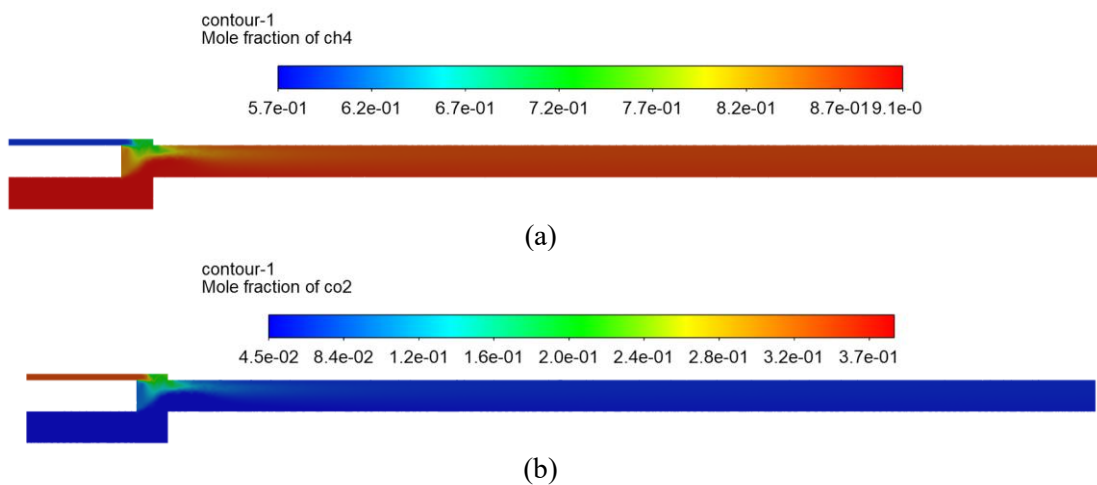 contour-1
Mole fraction of ch4
5.7e-01 6.2e-01 6.7e-01 7.2e-01 7.7e-01 8.2e-01 8.7e-019.1e-0
(a)
contour-1
Mole fraction of co2
4.5e-02 8.4e-02 1.2e-01 1.6e-01 2.0e-01 2.4e-01 2.8e-01 3.2e-01 3.7e-01
(b)